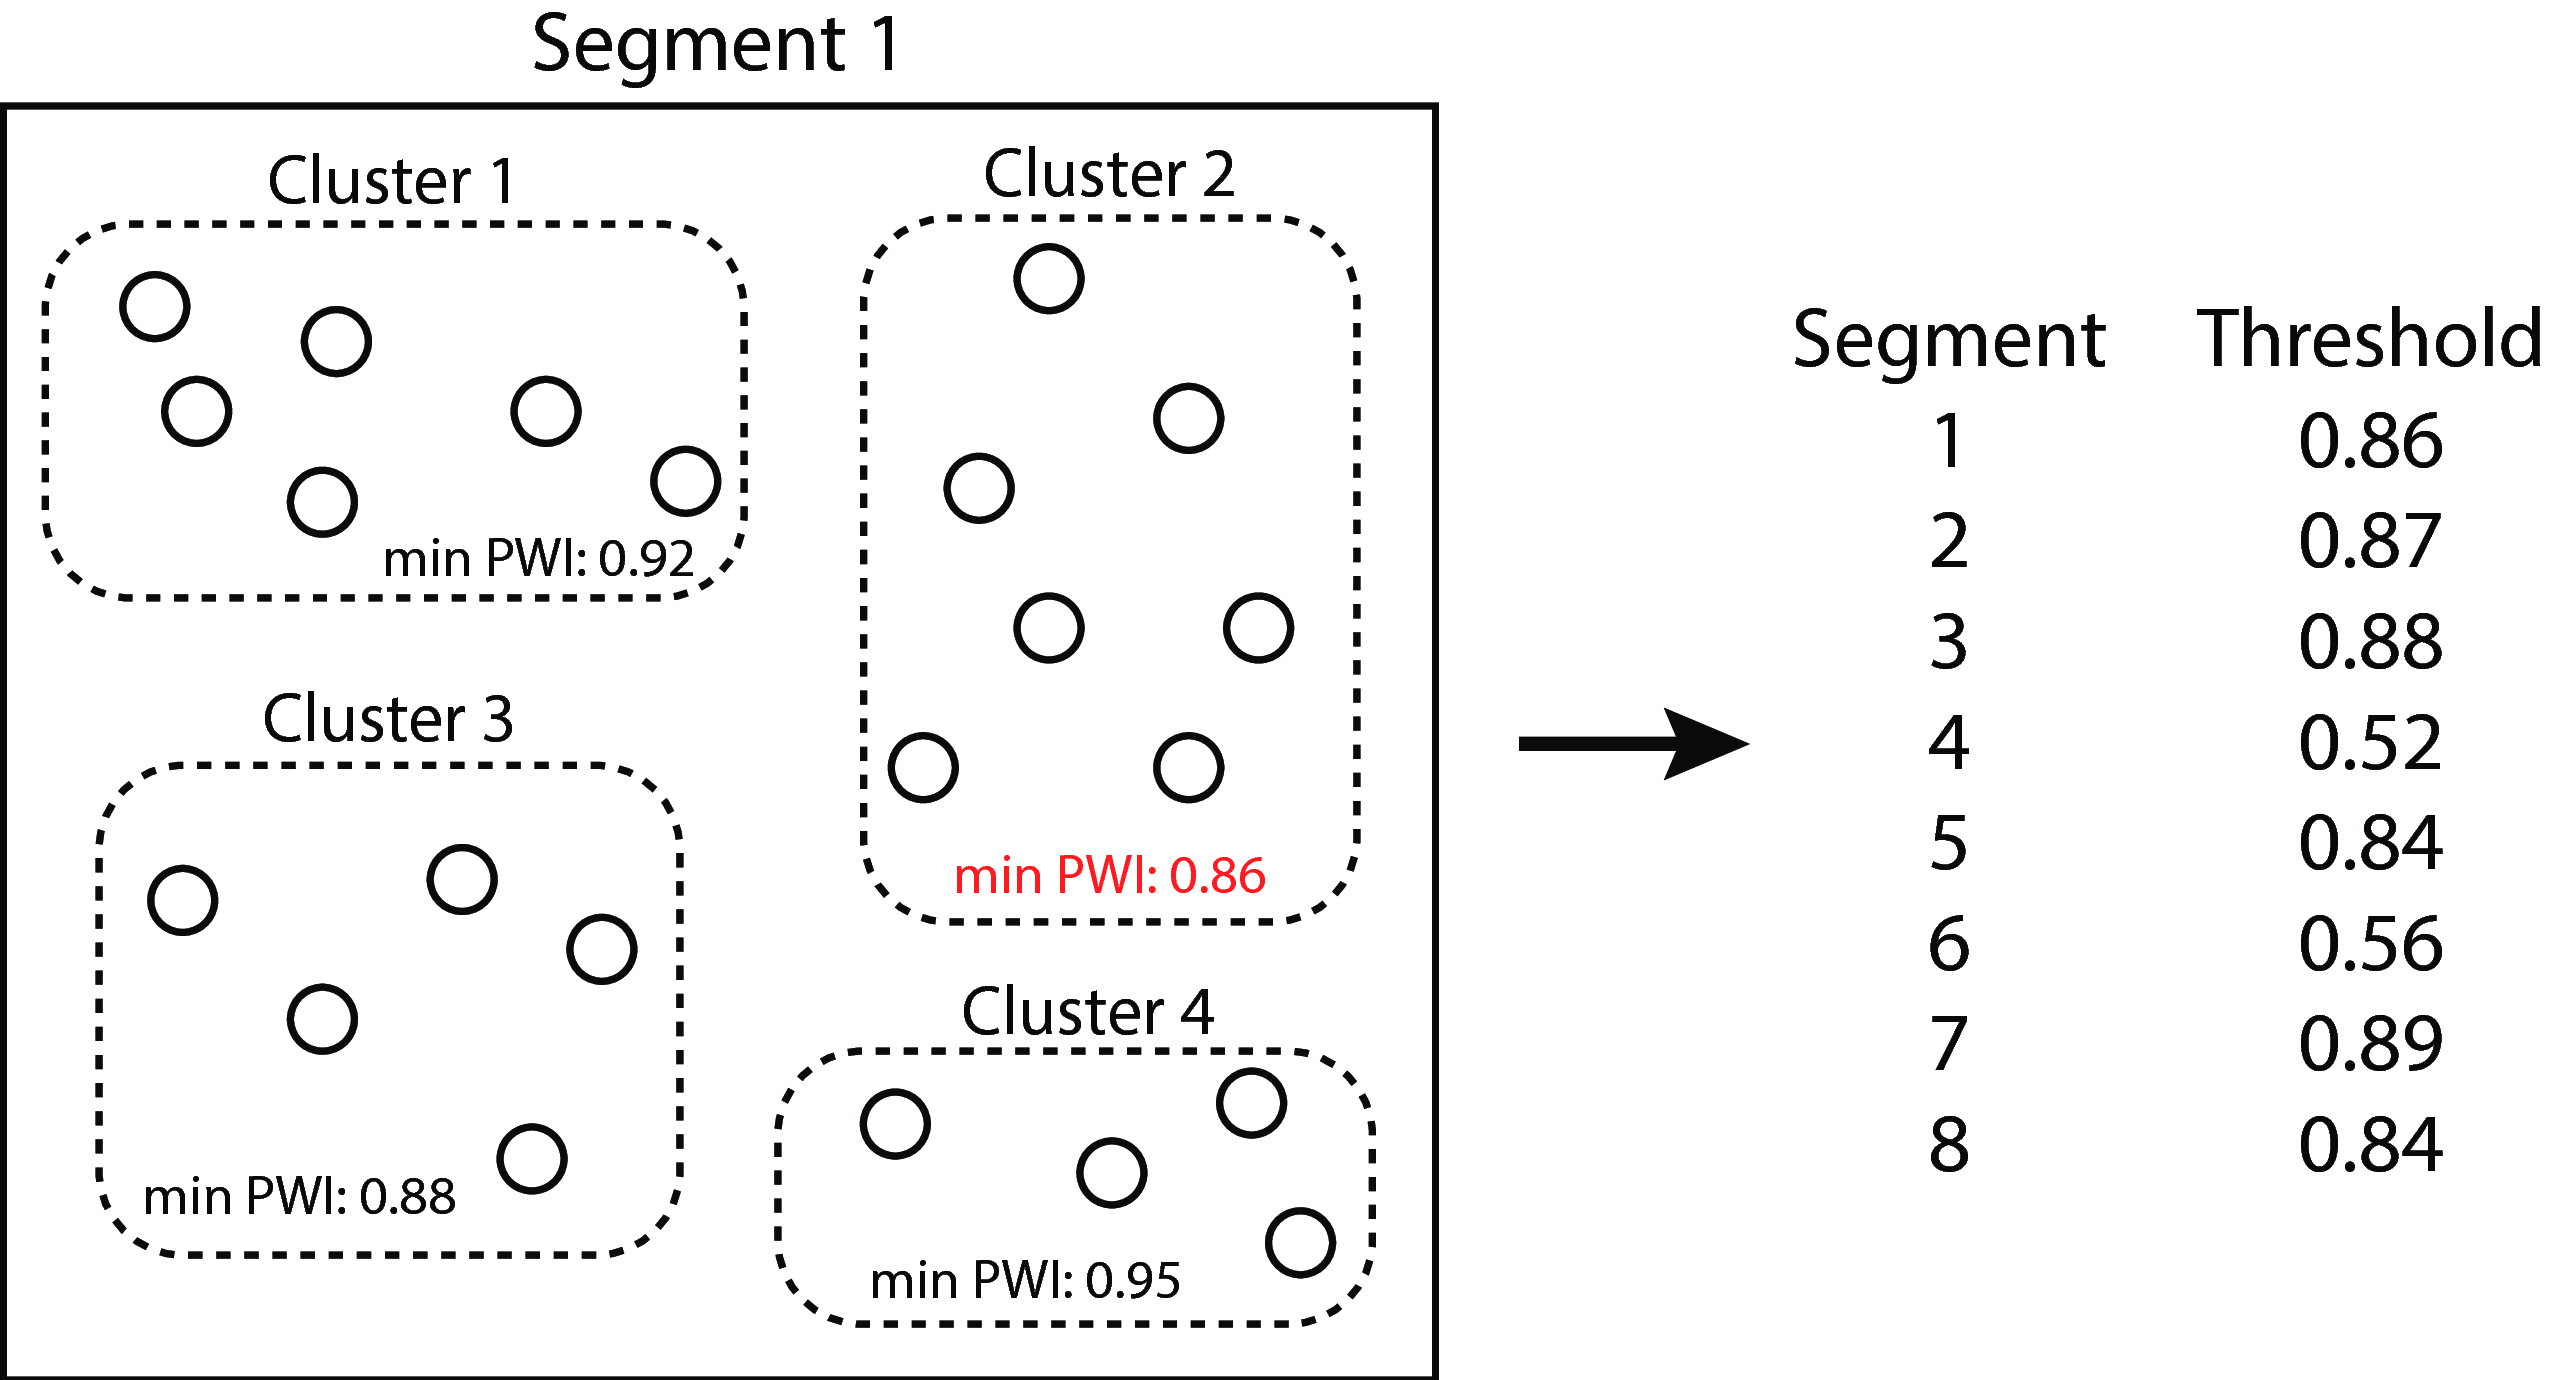 Segment 1
Cluster 1
min PWI: 0.92
Cluster 2
min PWI: 0.86
Cluster 3
min PWI: 0.88
Cluster 4
min PWI: 0.95
Segment Threshold
1 0.86
2 0.87
3 0.88
4 0.52
5 0.84
6 0.56
7 0.89
8 0.84